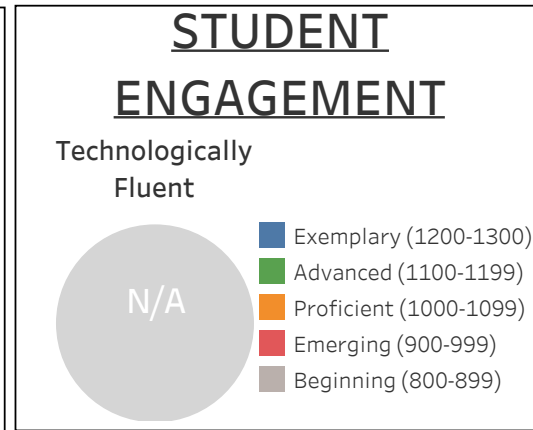 STUDENT
ENGAGEMENT
Technologically
Fluent
N/A
Exemplary (1200-1300)
Advanced (1100-1199)
Proficient (1000-1099)
Emerging (900-999)
Beginning (800-899)